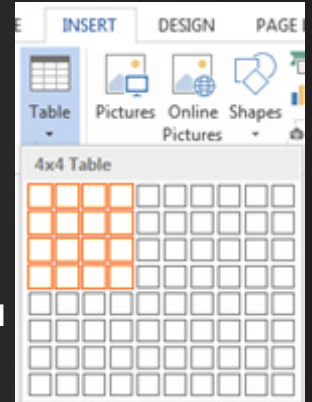 INSERT DESIGN PAGE
Table Pictures Online Shapes
Pictures
4x4 Table